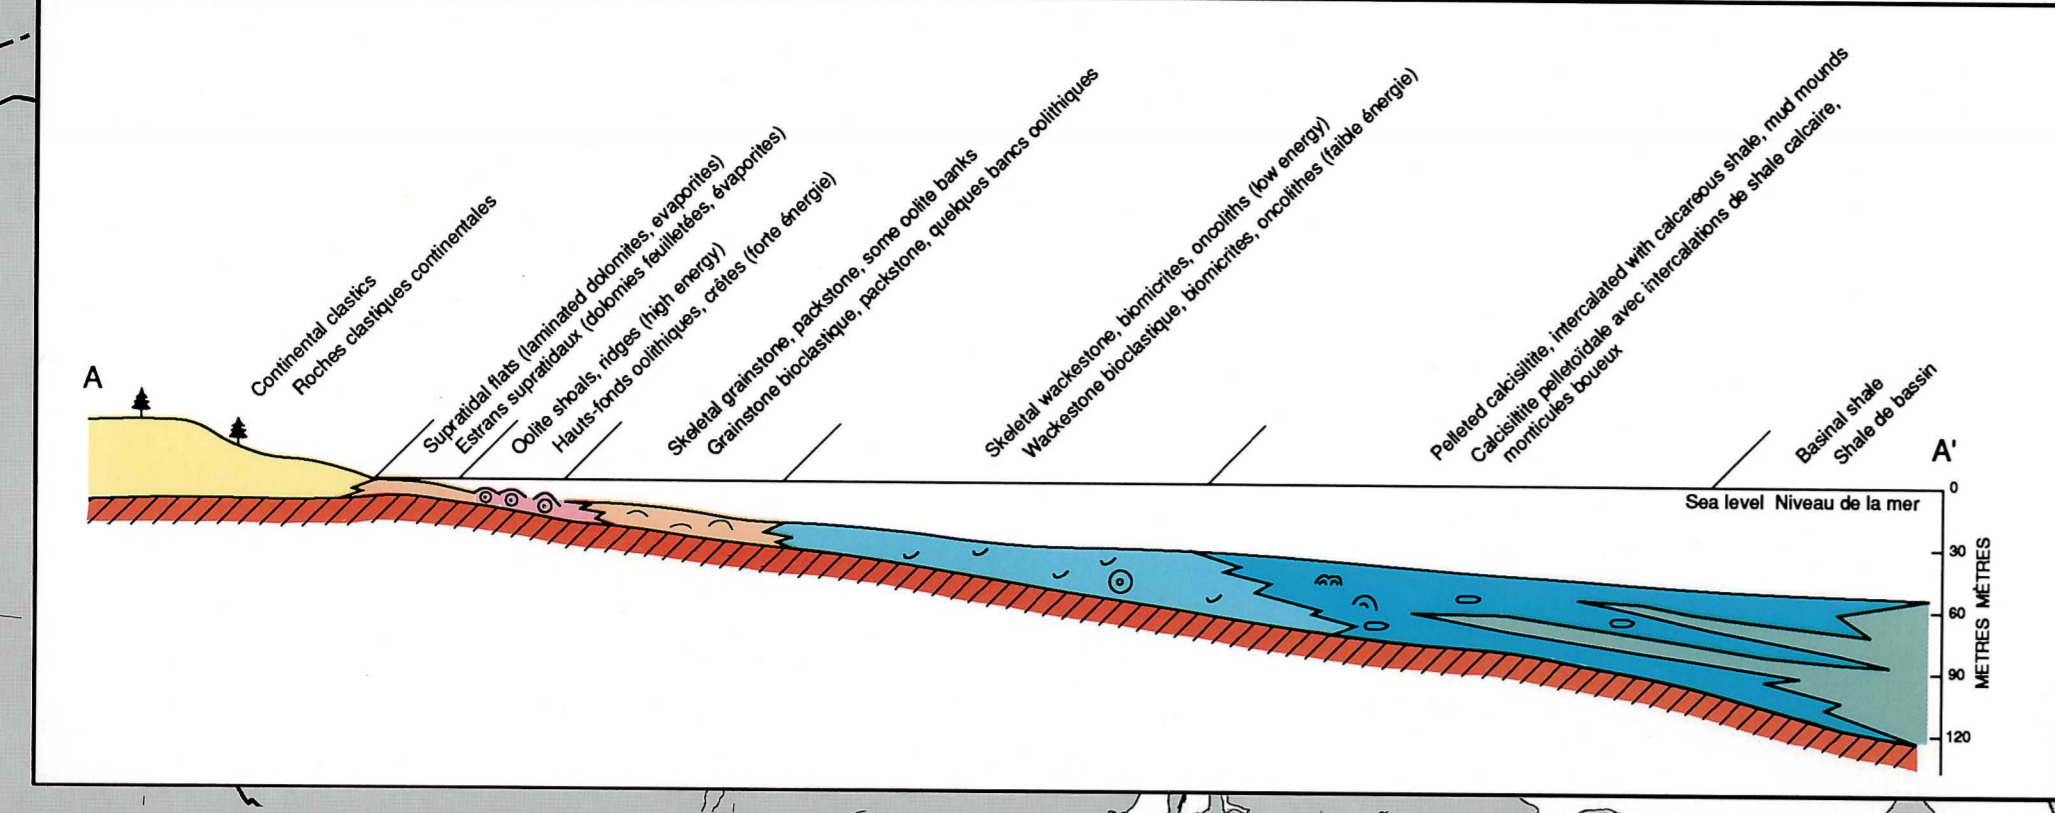 A
Continental clastics
Roches clastiques continentales
Supratidal flats (laminated dolomites, evaporites)
Estrans supratidaux (dolomies feuilletées, évaporites)
Oolite shoals, ridges (high energy)
Hauts-fonds oolithiques, crêtes (forte énergie)
Skeletal grainstone, packstone, some oolite banks
Grainstone bioclastique, packstone, quelques bancs oolithiques
Skeletal wackestone, biomicrites, oncoliths (low energy)
Wackestone bioclastique, biomicrites, oncolithes (faible énergie)
Pelleted calcisiltite, intercalated with calcareous shale, mud mounds
Calcisiltite pelletoïdale avec intercalations de shale calcaire,
monticules boueux
Basinal shale
Shale de bassin
A'
0
Sea level Niveau de la mer
30
60
90
120
METRES MÈTRES